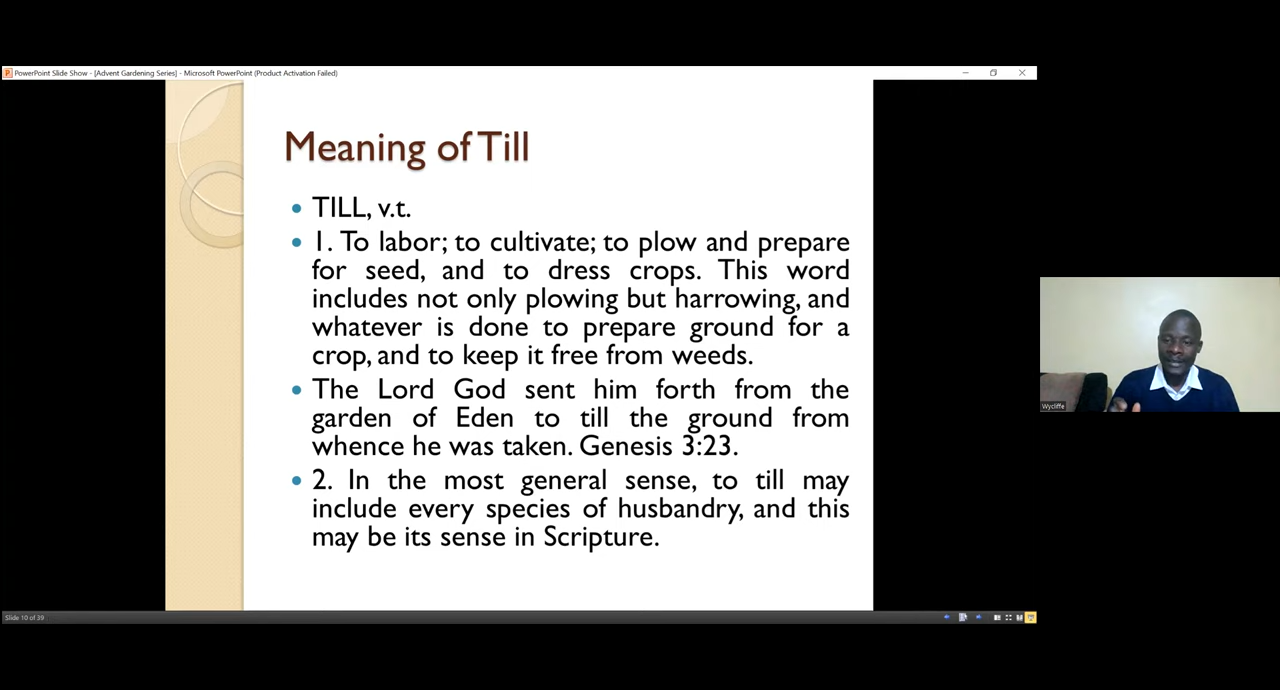 PowerPoint Slide Show - [Advent Gardening Series] - Microsoft PowerPoint (Product Activation Failed)
Meaning of Till
• TILL, v.t.
• 1. To labor; to cultivate; to plow and prepare
for seed, and to dress crops. This word
includes not only plowing but harrowing, and
whatever is done to prepare ground for a
crop, and to keep it free from weeds.
• The Lord God sent him forth from the
garden of Eden to till the ground from
whence he was taken. Genesis 3:23.
• 2. In the most general sense, to till may
include every species of husbandry, and this
may be its sense in Scripture.
Wycliffe
Slide 10 of 39